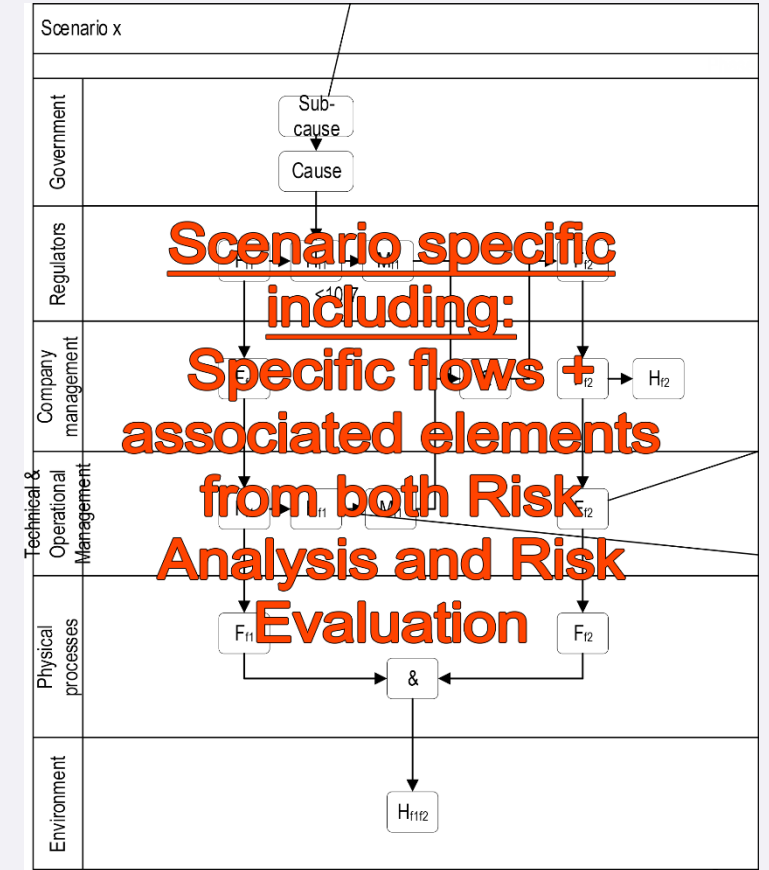 Scenario x
Government
Sub-
cause
Cause
Regulators
Scenario specific
including:
Specific flows +
associated elements
from both Risk
Analysis and Risk
Evaluation
Company
management
Hf2
Technical &
Operational
Management
Physical
processes
Ff1
Ff2
&
Environment
Hf1f2